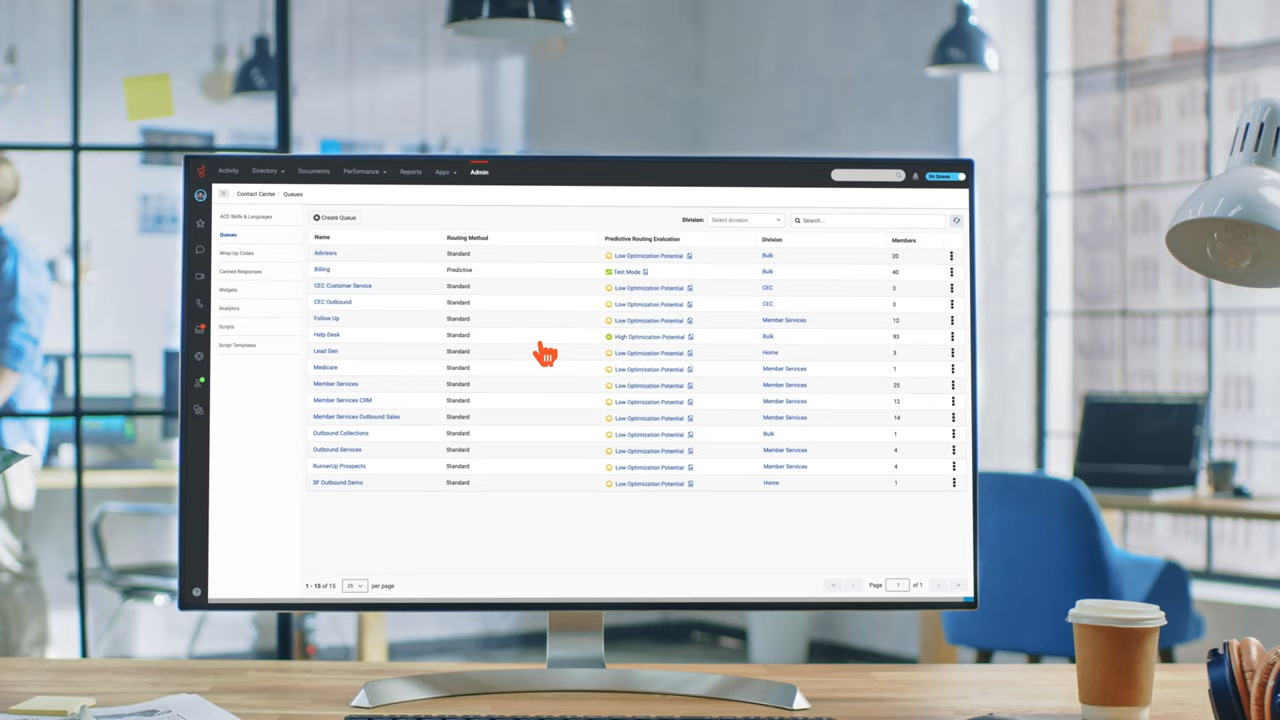 Activity Directory Documents Performance Reports Apps Admin On Queue
Contact Center / Queues
ACD Skills & Languages
Queues
Wrap-Up Codes
Canned Responses
Widgets
Analytics
Scripts
Script Templates
Create Queue Division: Select division Search...
Name Routing Method Predictive Routing Evaluation Division Members
Advisors Standard Low Optimization Potential Bulk 20
Billing Predictive Test Mode Bulk 40
CEC Customer Service Standard Low Optimization Potential CEC 3
CEC Outbound Standard Low Optimization Potential CEC 3
Follow Up Standard Low Optimization Potential Member Services 12
Help Desk Standard High Optimization Potential Bulk 93
Lead Gen Standard Low Optimization Potential Home 3
Medicare Standard Low Optimization Potential Member Services 1
Member Services Standard Low Optimization Potential Member Services 25
Member Services CRM Standard Low Optimization Potential Member Services 12
Member Services Outbound Sales Standard Low Optimization Potential Member Services 14
Outbound Collections Standard Low Optimization Potential Bulk 1
Outbound Services Standard Low Optimization Potential Member Services 4
RunnerUp Prospects Standard Low Optimization Potential Member Services 4
SF Outbound Demo Standard Low Optimization Potential Home 1
1 - 15 of 15 25 per page Page 1 of 1